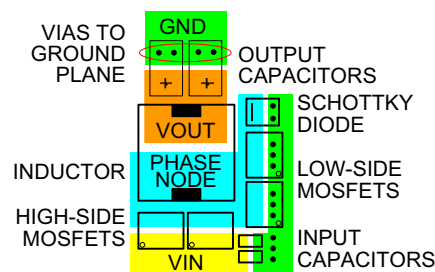 GND
VIAS TO
GROUND
PLANE
OUTPUT
CAPACITORS
+ +
VOUT
SCHOTTKY
DIODE
INDUCTOR
PHASE
NODE
LOW-SIDE
MOSFETS
HIGH-SIDE
MOSFETS
VIN
INPUT
CAPACITORS